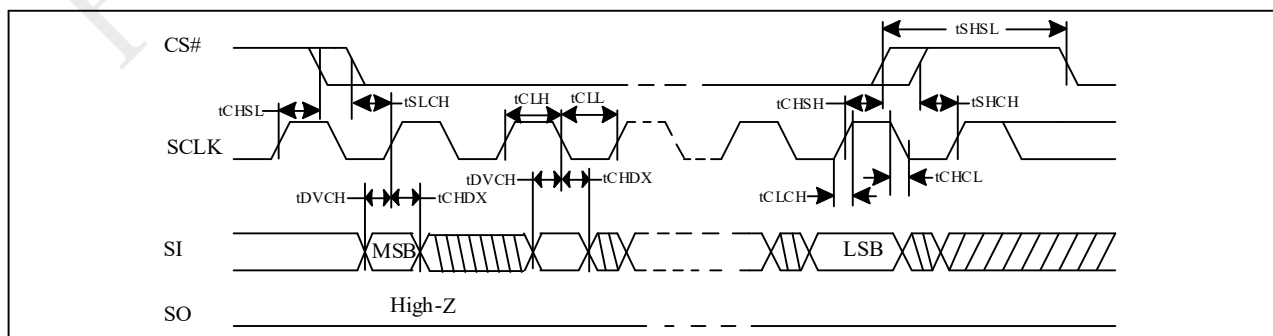 tSHSL
CS#
tCHSL
tSLCH
tCLH
tCLL
tCHSH
tSHCH
SCLK
tDVCH
tCHDX
tDVCH
tCHDX
tCLCH
tCHCL
SI
MSB
LSB
SO
High-Z